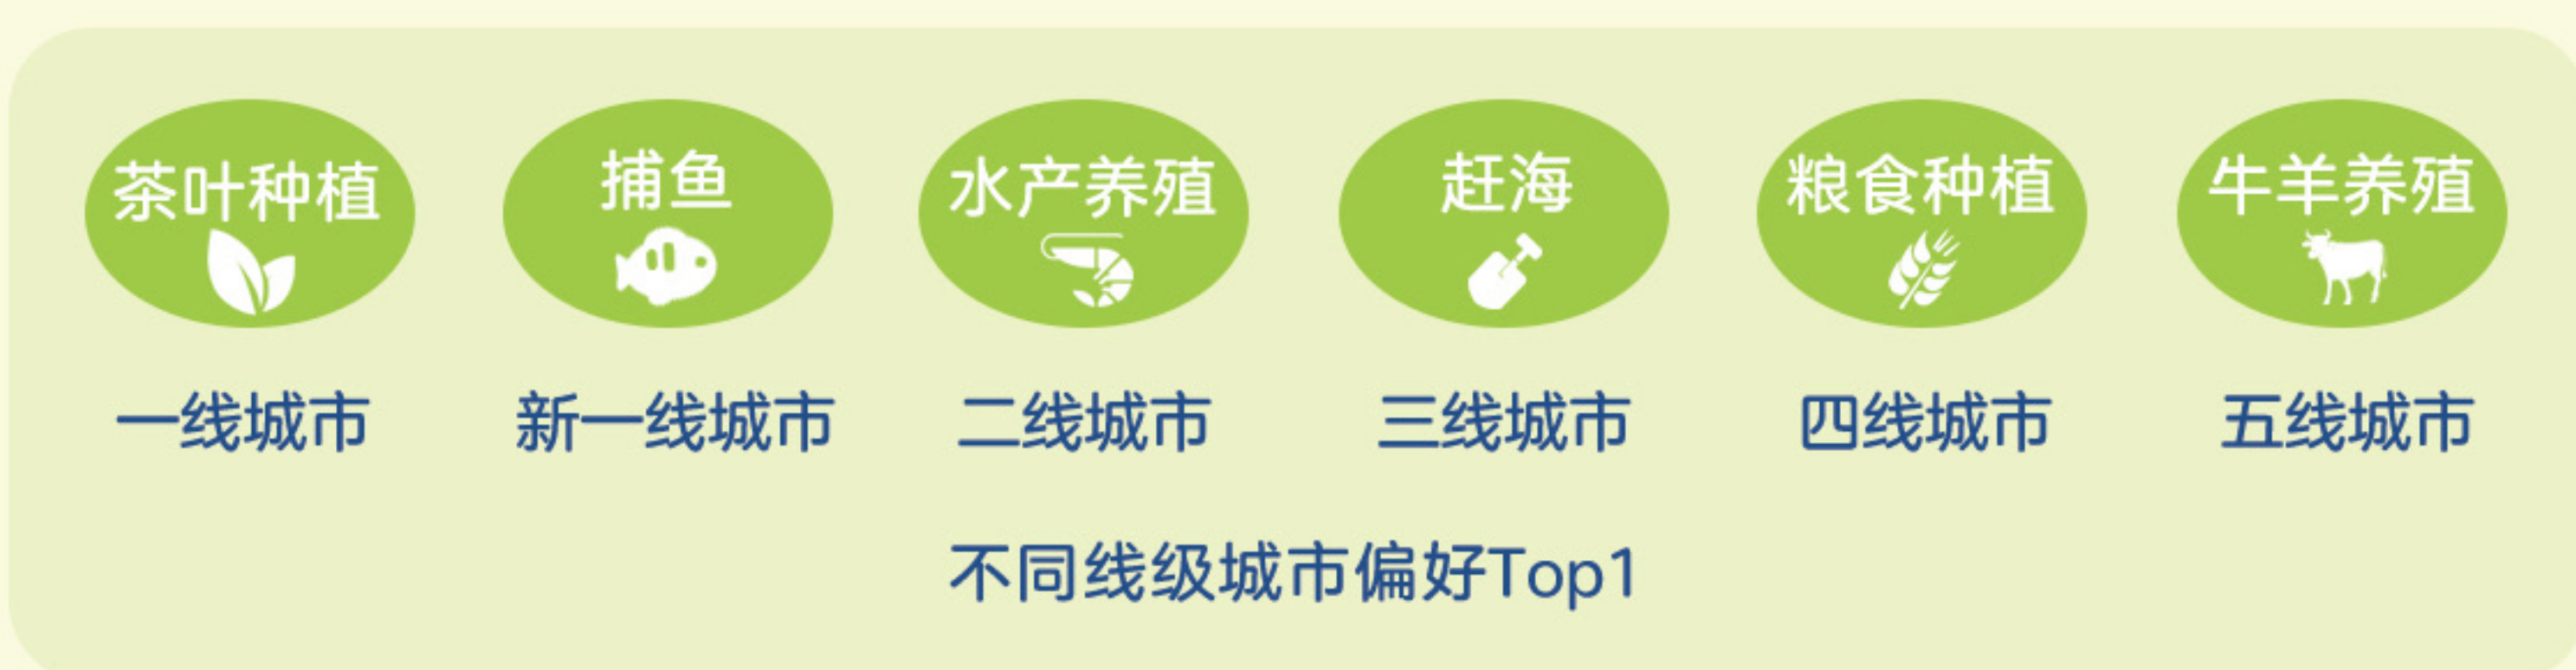 茶叶种植 捕鱼 水产养殖 赶海 粮食种植 牛羊养殖
一线城市 新一线城市 二线城市 三线城市 四线城市 五线城市
不同线级城市偏好Top1